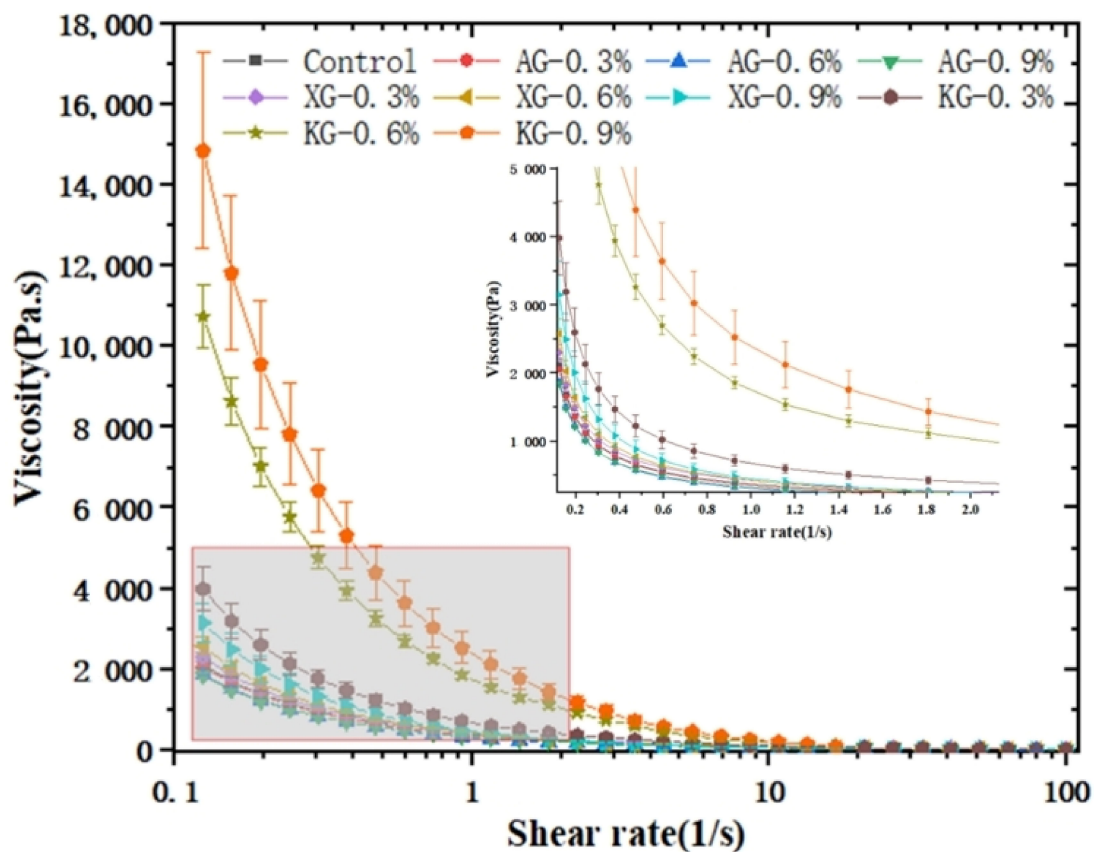 18,000
16,000
14,000
12,000
10,000
8 000
6 000
4 000
2 000
0
Viscosity(Pa.s)
Control AG-0.3% AG-0.6% AG-0.9%
XG-0.3% XG-0.6% XG-0.9% KG-0.3%
KG-0.6% KG-0.9%
5 000
4 000
3 000
2 000
1 000
Viscosity(Pa)
0.2 0.4 0.6 0.8 1.0 1.2 1.4 1.6 1.8 2.0
Shear rate(1/s)
0.1 1 10 100
Shear rate(1/s)